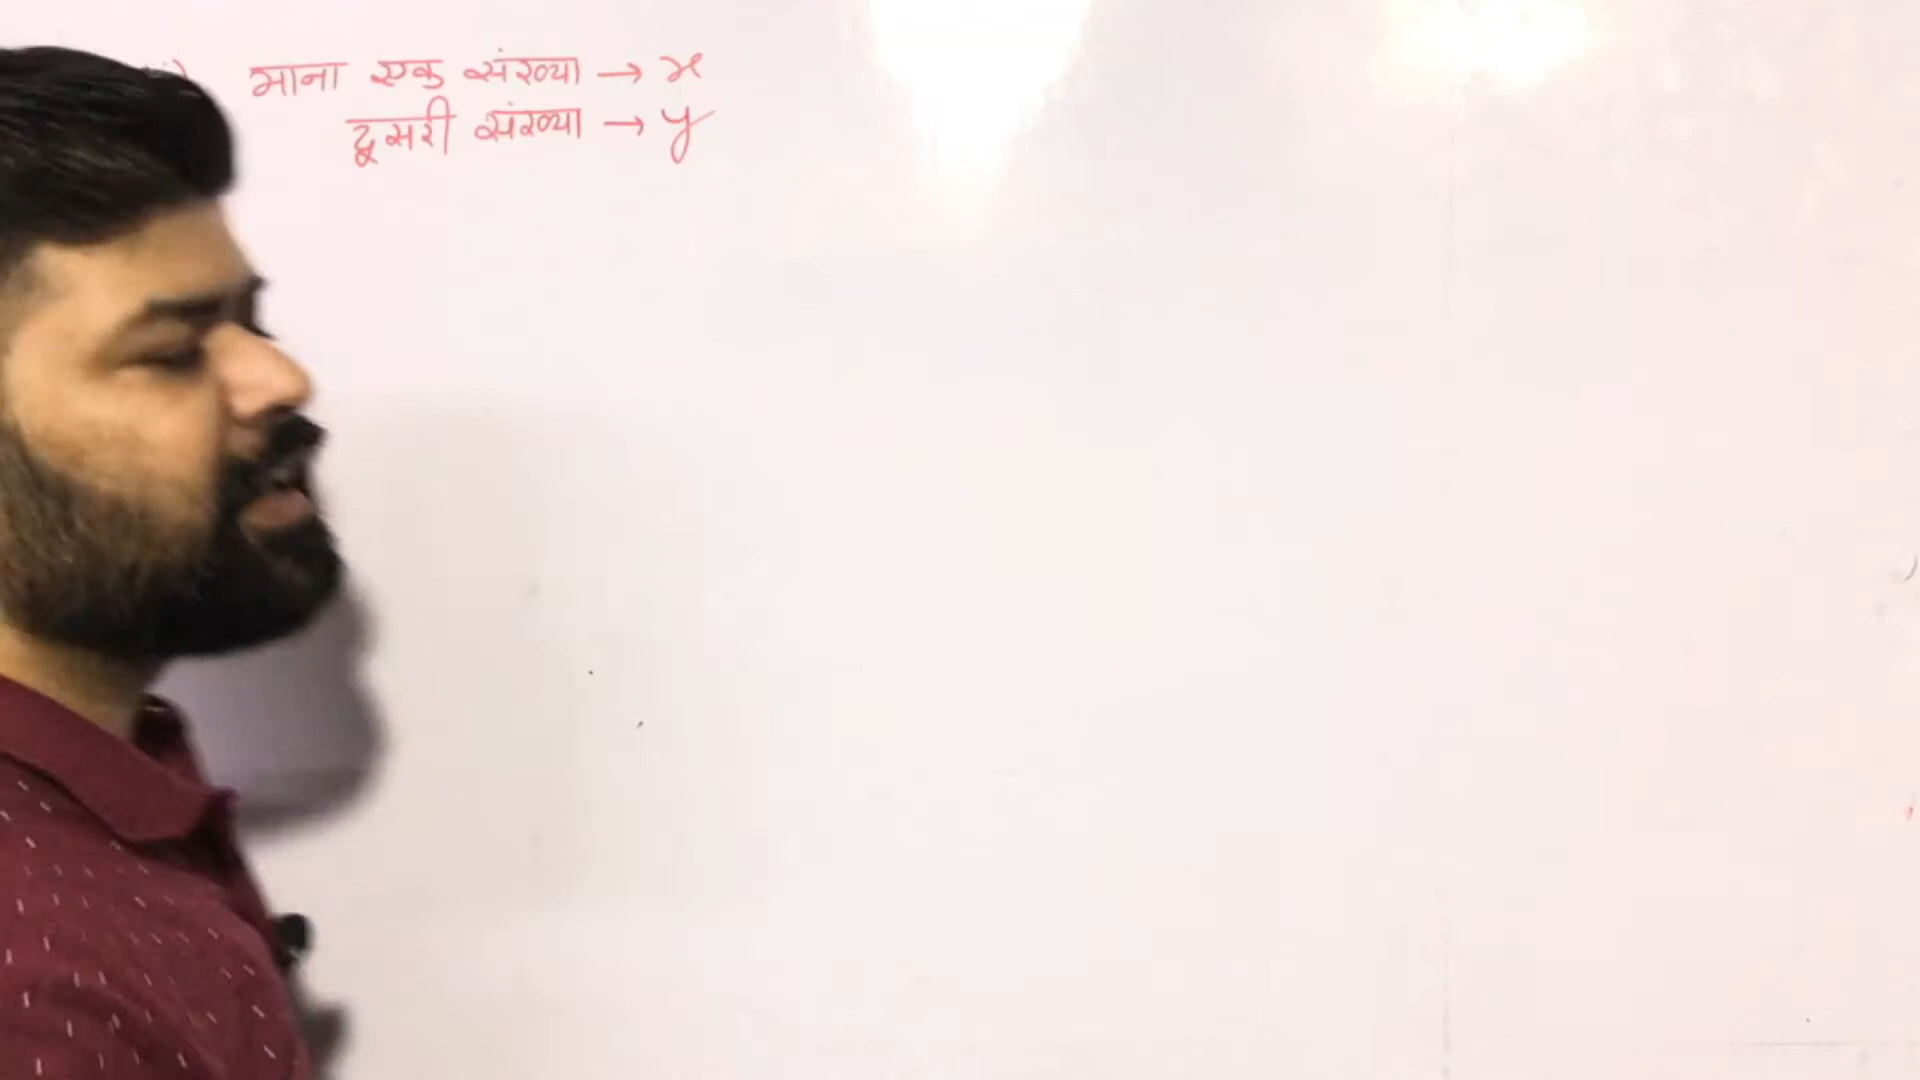 माना एक संख्या → x
दूसरी संख्या → y